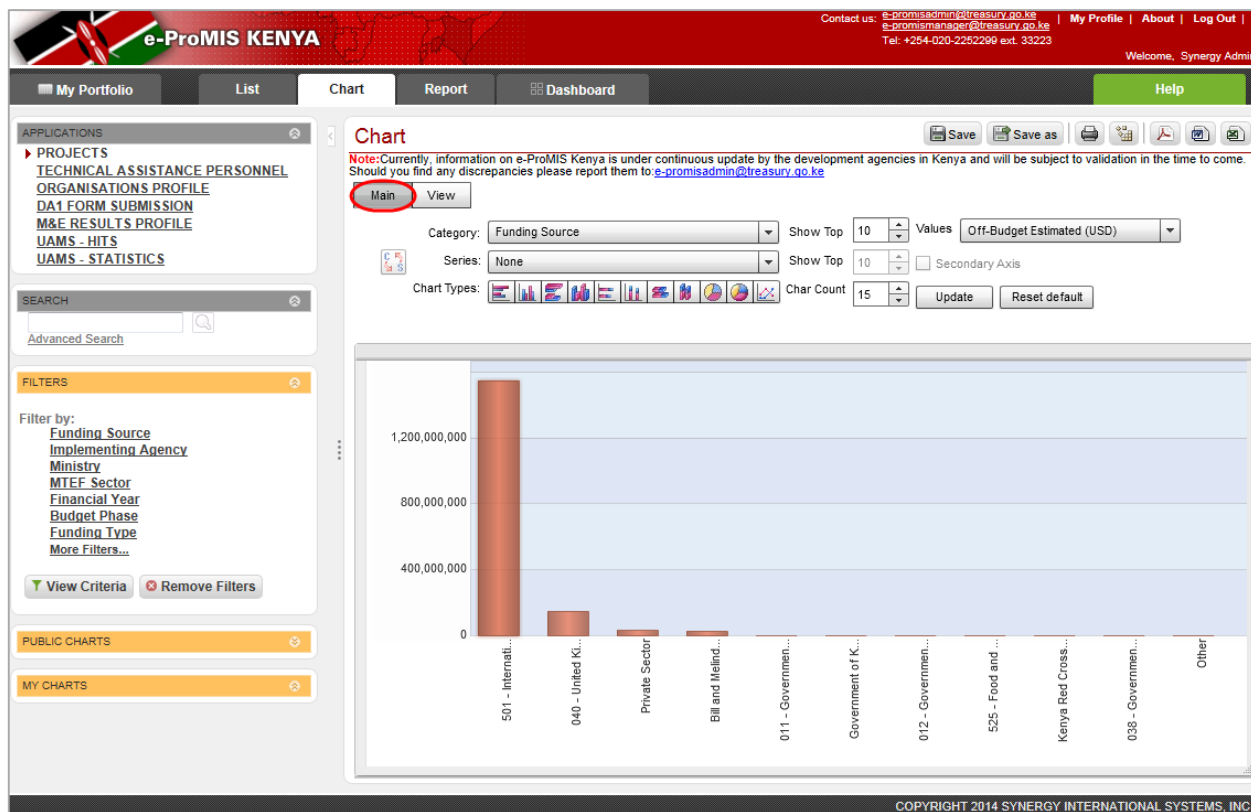 e-ProMIS KENYA
Contact us: e-promisadmin@treasury.go.ke
e-promismanager@treasury.go.ke
Tel: +254-020-2252299 ext. 33223
| My Profile | About | Log Out |
Welcome, Synergy Admi
My Portfolio List Chart Report Dashboard Help
APPLICATIONS
PROJECTS
TECHNICAL ASSISTANCE PERSONNEL
ORGANISATIONS PROFILE
DA1 FORM SUBMISSION
M&E RESULTS PROFILE
UAMS - HITS
UAMS - STATISTICS
SEARCH
Advanced Search
FILTERS
Filter by:
Funding Source
Implementing Agency
Ministry
MTEF Sector
Financial Year
Budget Phase
Funding Type
More Filters...
View Criteria Remove Filters
PUBLIC CHARTS
MY CHARTS
Chart
Save Save as
Note:Currently, information on e-ProMIS Kenya is under continuous update by the development agencies in Kenya and will be subject to validation in the time to come.
Should you find any discrepancies please report them to:e-promisadmin@treasury.go.ke
Main View
Category: Funding Source Show Top 10 Values Off-Budget Estimated (USD)
Series: None Show Top 10 Secondary Axis
Chart Types: Char Count 15 Update Reset default
1,200,000,000
800,000,000
400,000,000
0
501 - Internati...
040 - United Ki...
Private Sector
Bill and Melind...
011 - Governmen...
Government of K...
012 - Governmen...
525 - Food and ...
Kenya Red Cross...
038 - Governmen...
Other
COPYRIGHT 2014 SYNERGY INTERNATIONAL SYSTEMS, INC